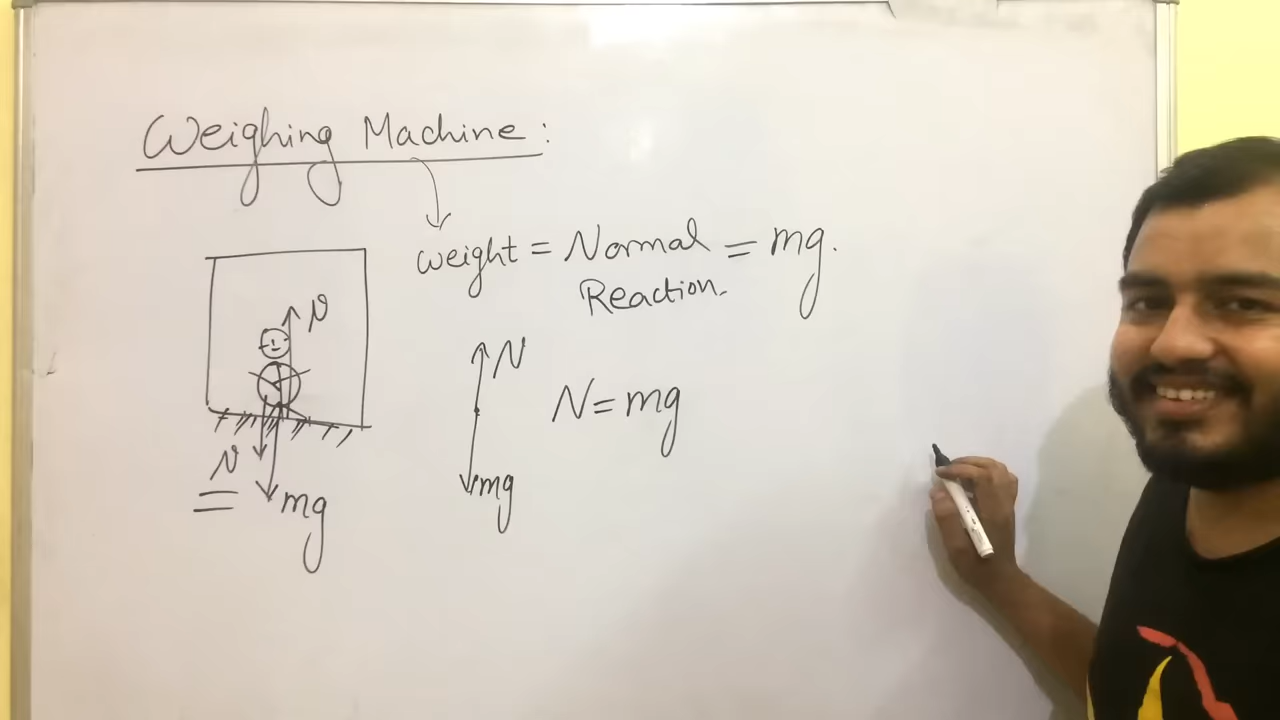 Weighing Machine:
weight = Normal Reaction. = mg.
N
N
N = mg
N
mg
mg